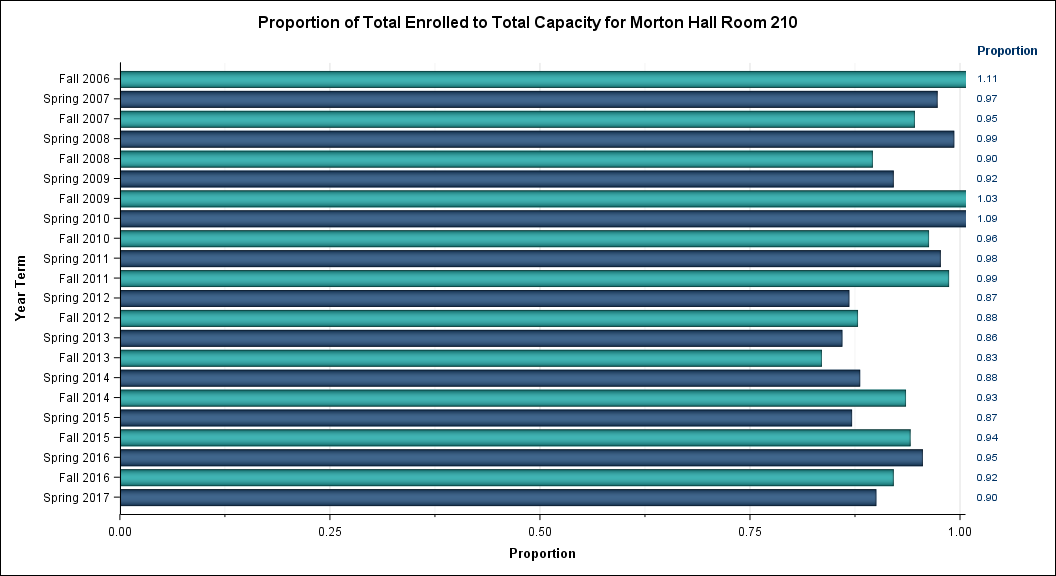 Proportion of Total Enrolled to Total Capacity for Morton Hall Room 210
Proportion
Fall 2006 1.11
Spring 2007 0.97
Fall 2007 0.95
Spring 2008 0.99
Fall 2008 0.90
Spring 2009 0.92
Fall 2009 1.03
Spring 2010 1.09
Fall 2010 0.96
Spring 2011 0.98
Fall 2011 0.99
Spring 2012 0.87
Fall 2012 0.88
Spring 2013 0.86
Fall 2013 0.83
Spring 2014 0.88
Fall 2014 0.93
Spring 2015 0.87
Fall 2015 0.94
Spring 2016 0.95
Fall 2016 0.92
Spring 2017 0.90
Year Term
0.00 0.25 0.50 0.75 1.00
Proportion